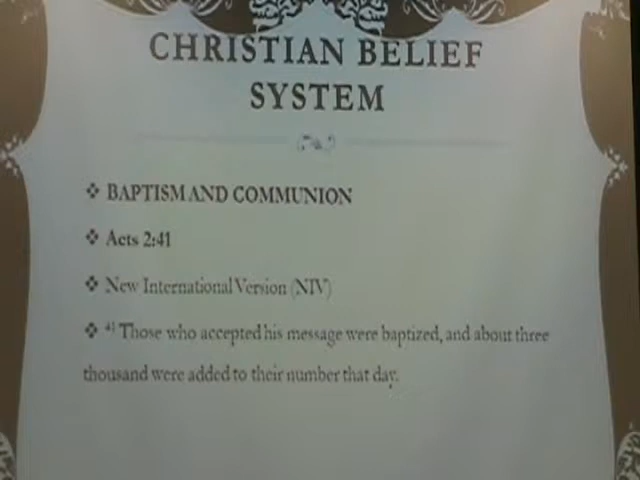 CHRISTIAN BELIEF
SYSTEM
❖ BAPTISM AND COMMUNION
❖ Acts 2:41
❖ New International Version (NIV)
❖ 41 Those who accepted his message were baptized, and about three
thousand were added to their number that day.